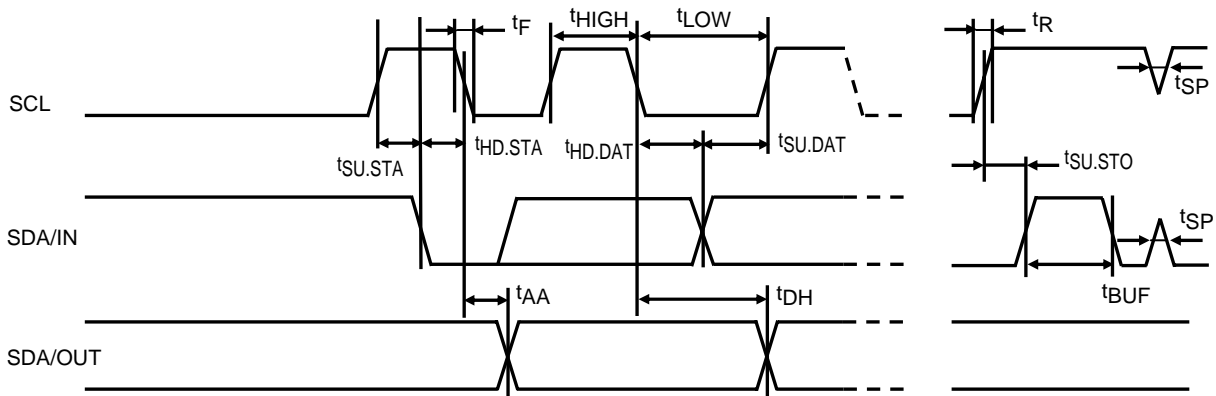 tF
tHIGH
tLOW
tR
SCL
tSP
tSU.STA
tHD.STA
tHD.DAT
tSU.DAT
tSU.STO
SDA/IN
tSP
tAA
tDH
tBUF
SDA/OUT